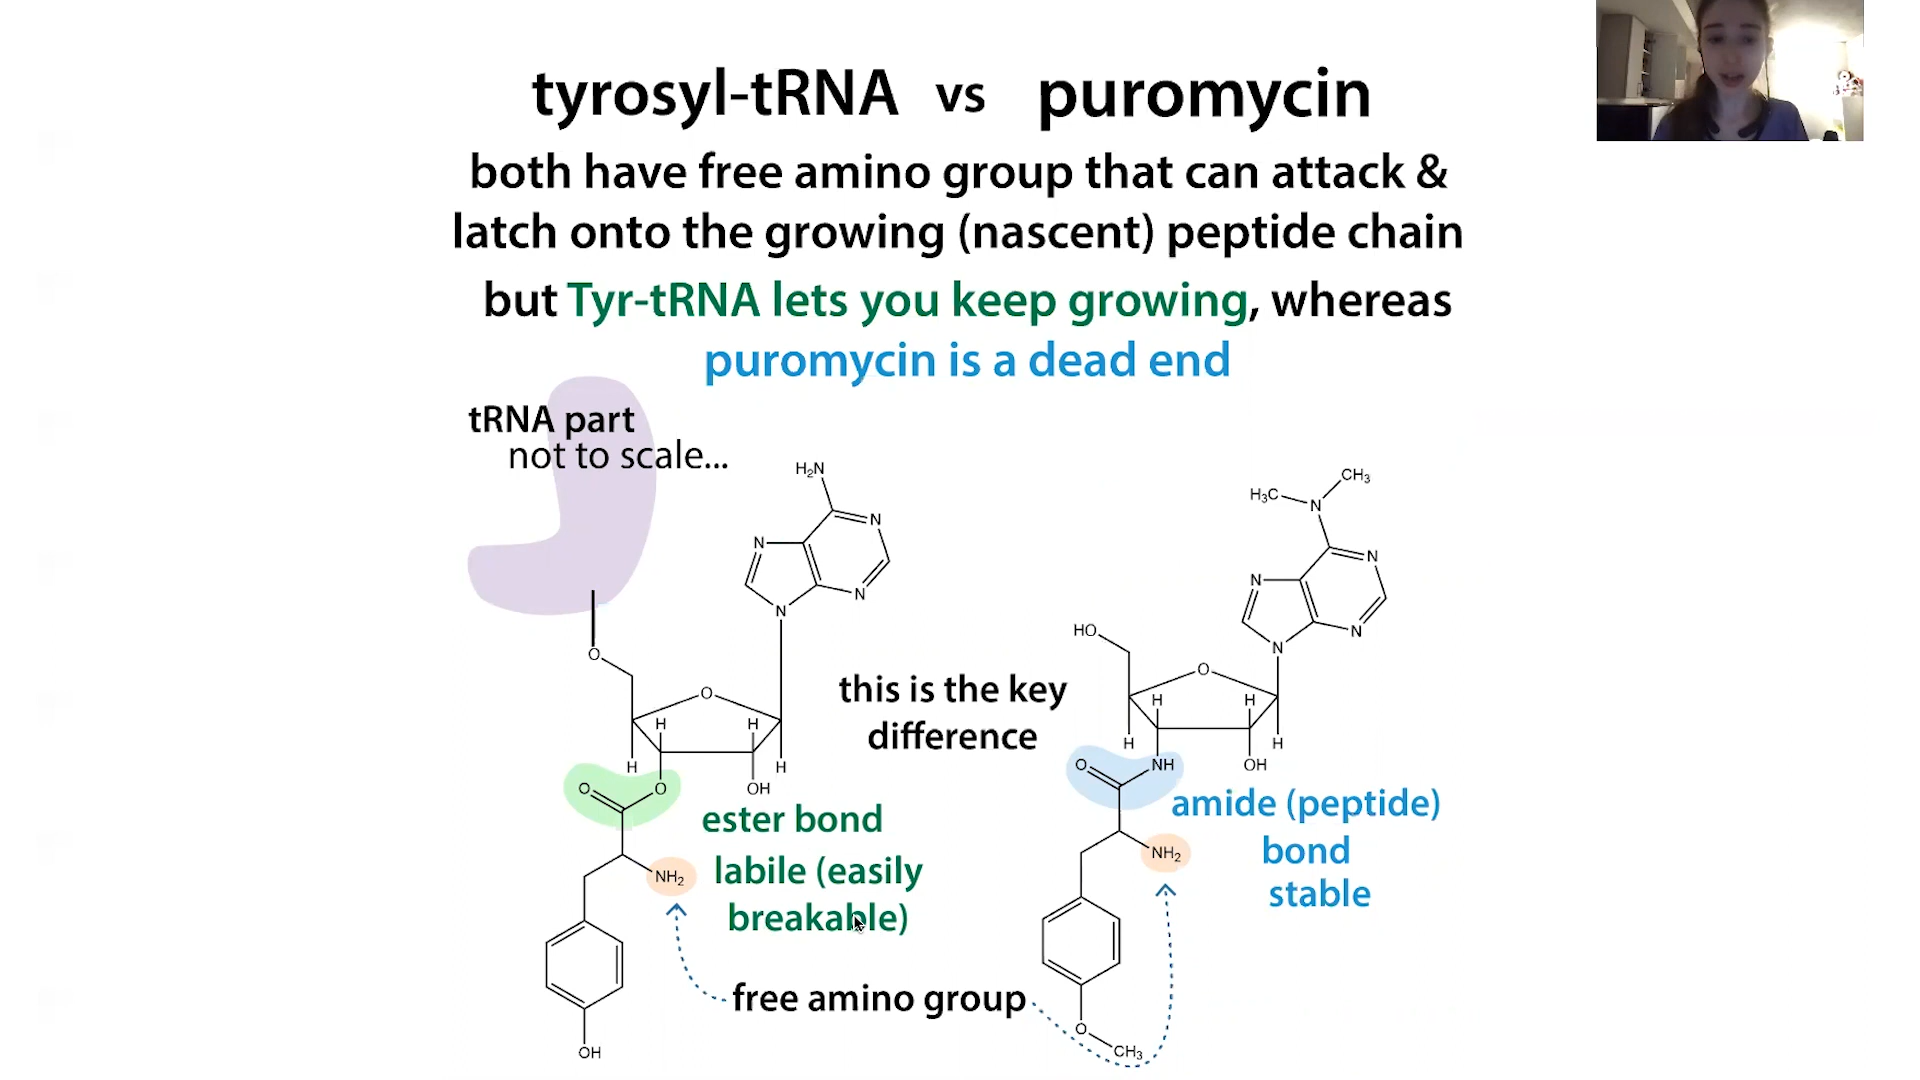 tyrosyl-tRNA vs puromycin
both have free amino group that can attack &
latch onto the growing (nascent) peptide chain
but Tyr-tRNA lets you keep growing, whereas
puromycin is a dead end
tRNA part
not to scale...
H₂N
N
N
N
N
O
O
H
H
H
H
O
O
OH
NH₂
OH
this is the key
difference
ester bond
labile (easily
breakable)
free amino group
CH₃
H₃C
N
N
N
N
N
HO
O
H
H
H
H
O
NH
OH
NH₂
O
CH₃
amide (peptide)
bond
stable